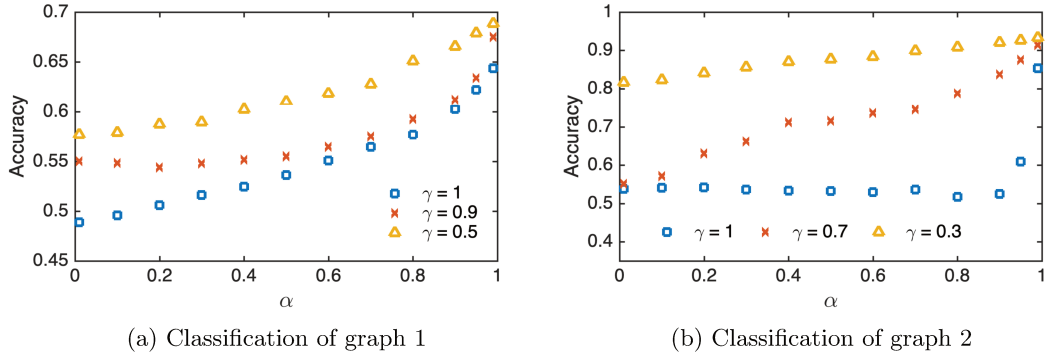 0.7
0.65
0.6
0.55
0.5
0.45
Accuracy
γ = 1
γ = 0.9
γ = 0.5
0 0.2 0.4 0.6 0.8 1
α
(a) Classification of graph 1
1
0.9
0.8
0.7
0.6
0.5
0.4
Accuracy
γ = 1 γ = 0.7 γ = 0.3
0 0.2 0.4 0.6 0.8 1
α
(b) Classification of graph 2